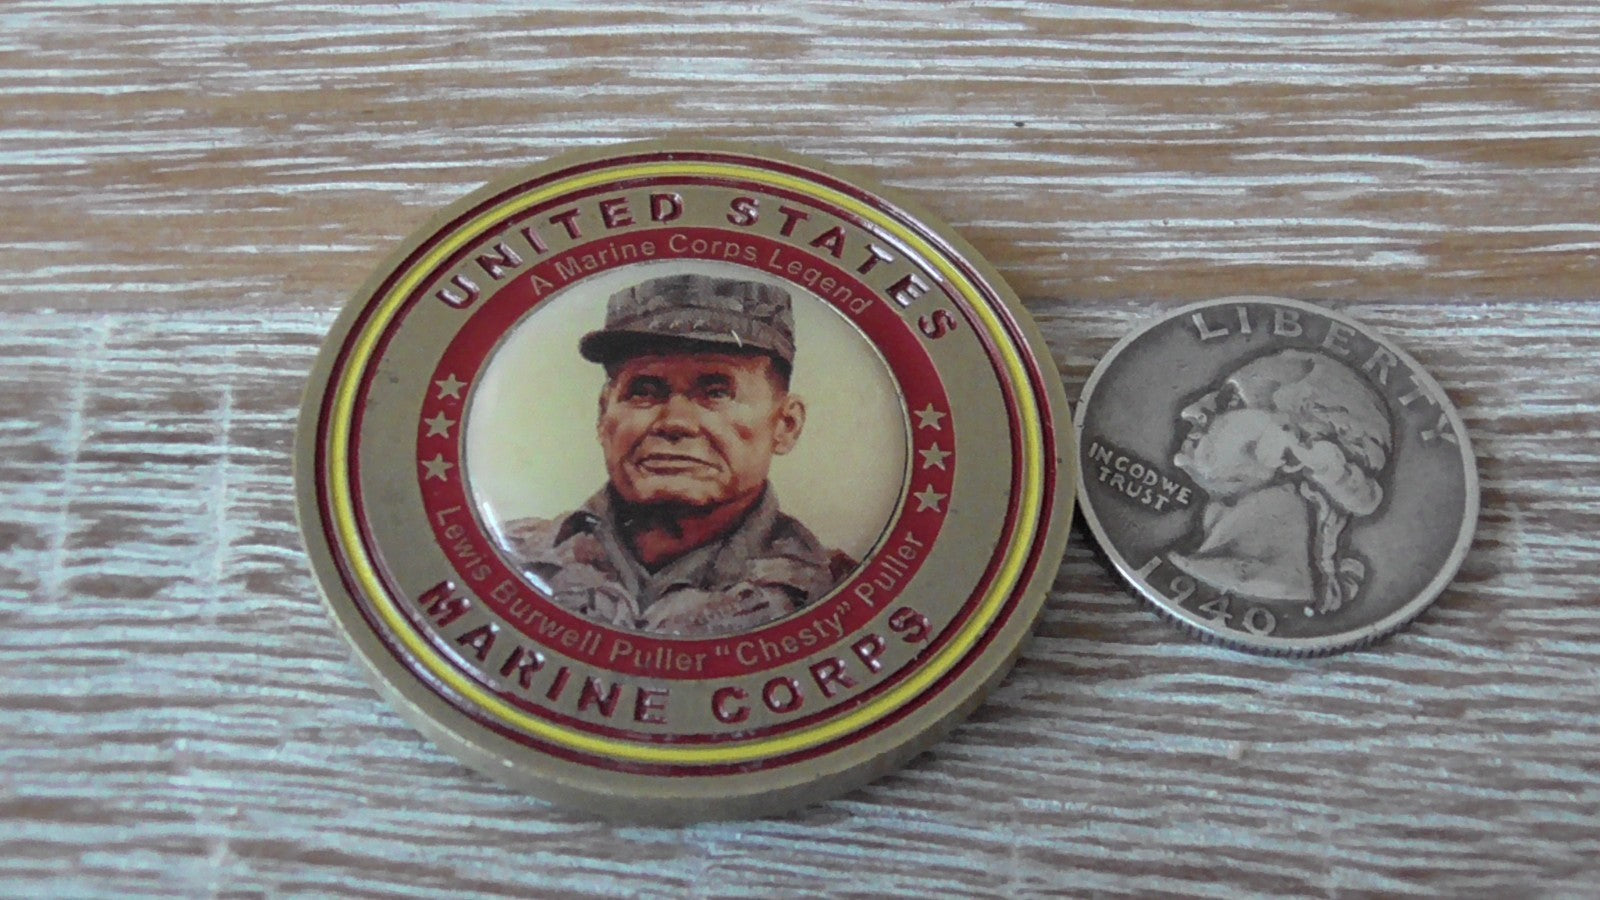 UNITED STATES
A Marine Corps Legend
Lewis Burwell Puller "Chesty" Puller
MARINE CORPS
LIBERTY
IN GOD WE
TRUST
1940